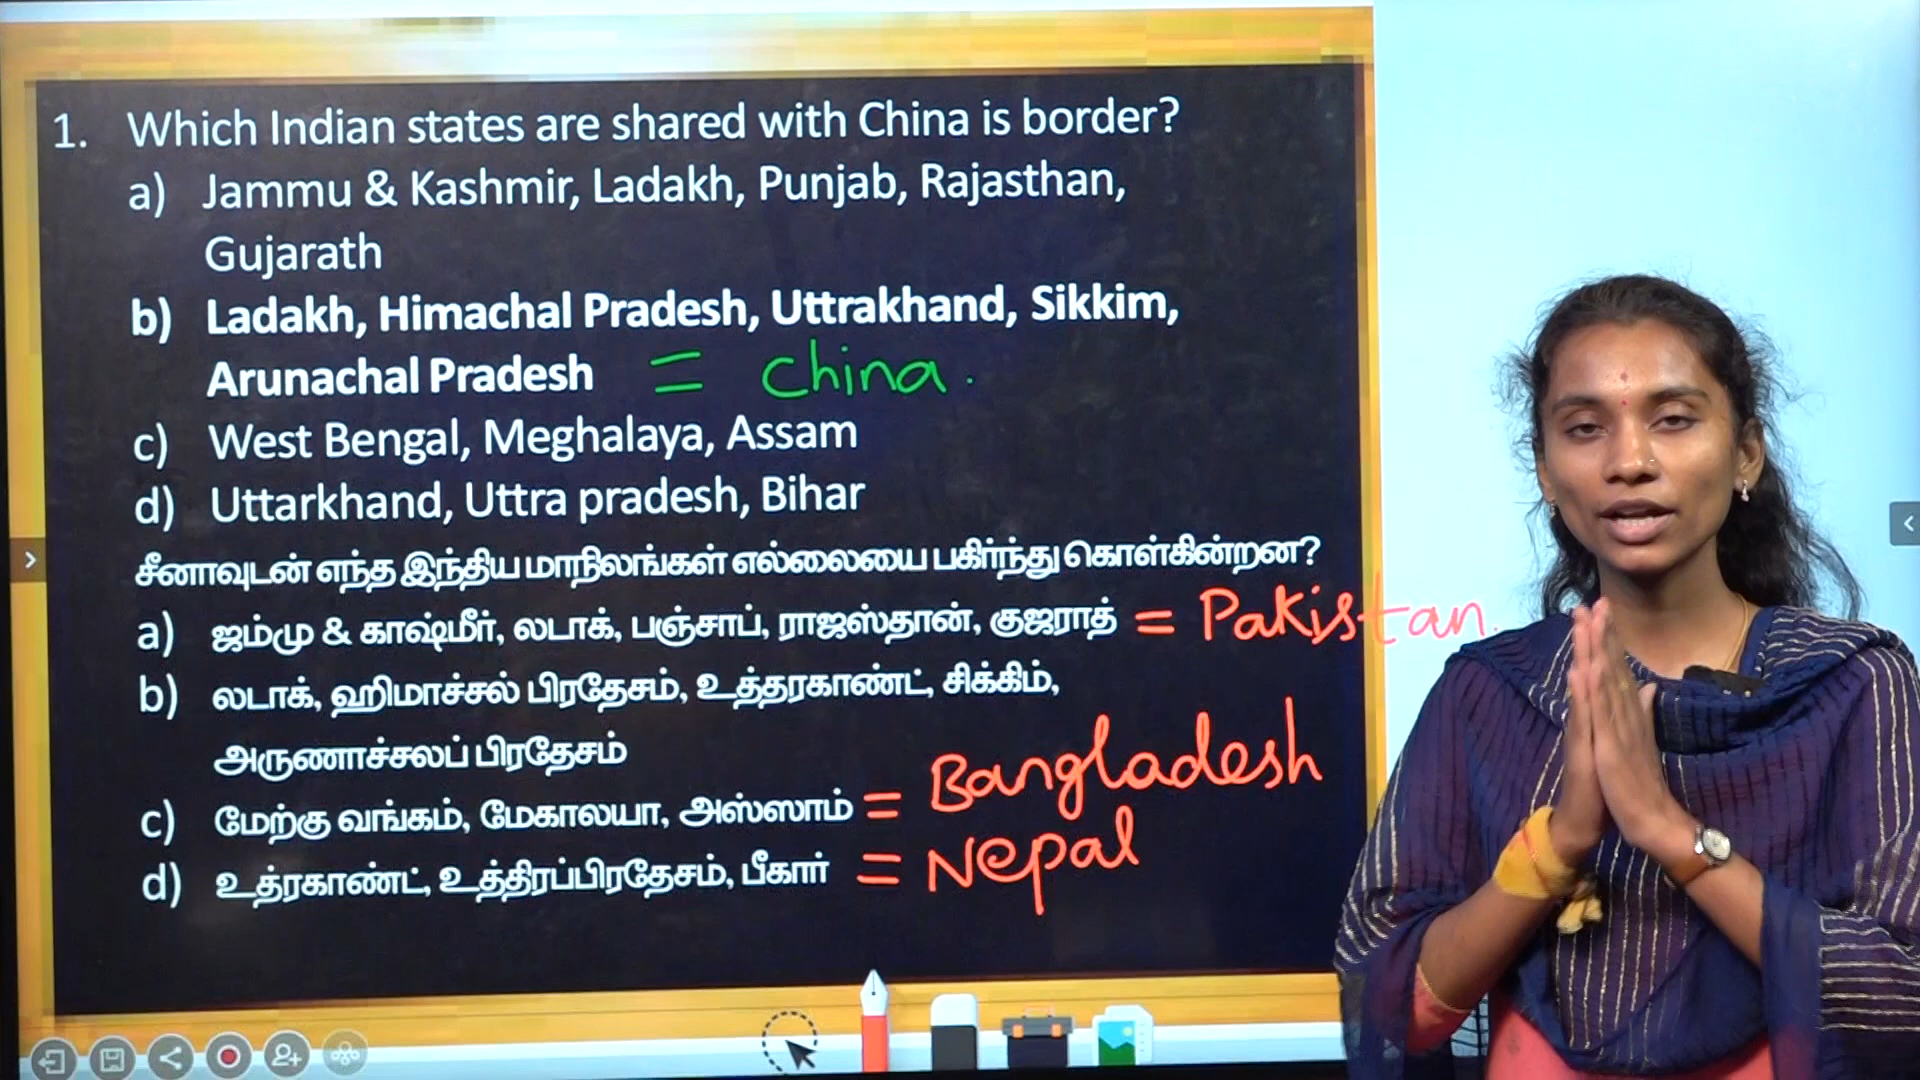 1. Which Indian states are shared with China is border?
a) Jammu & Kashmir, Ladakh, Punjab, Rajasthan,
Gujarath
b) Ladakh, Himachal Pradesh, Uttrakhand, Sikkim,
Arunachal Pradesh = China.
c) West Bengal, Meghalaya, Assam
d) Uttarkhand, Uttra pradesh, Bihar
சீனாவுடன் எந்த இந்திய மாநிலங்கள் எல்லையை பகிர்ந்து கொள்கின்றன?
a) ஜம்மு & காஷ்மீர், லடாக், பஞ்சாப், ராஜஸ்தான், குஜராத் = Pakistan.
b) லடாக், ஹிமாச்சல் பிரதேசம், உத்தரகாண்ட், சிக்கிம்,
அருணாச்சலப் பிரதேசம்
c) மேற்கு வங்கம், மேகாலயா, அஸ்ஸாம் = Bangladesh
d) உத்ரகாண்ட், உத்திரப்பிரதேசம், பீகார் = Nepal